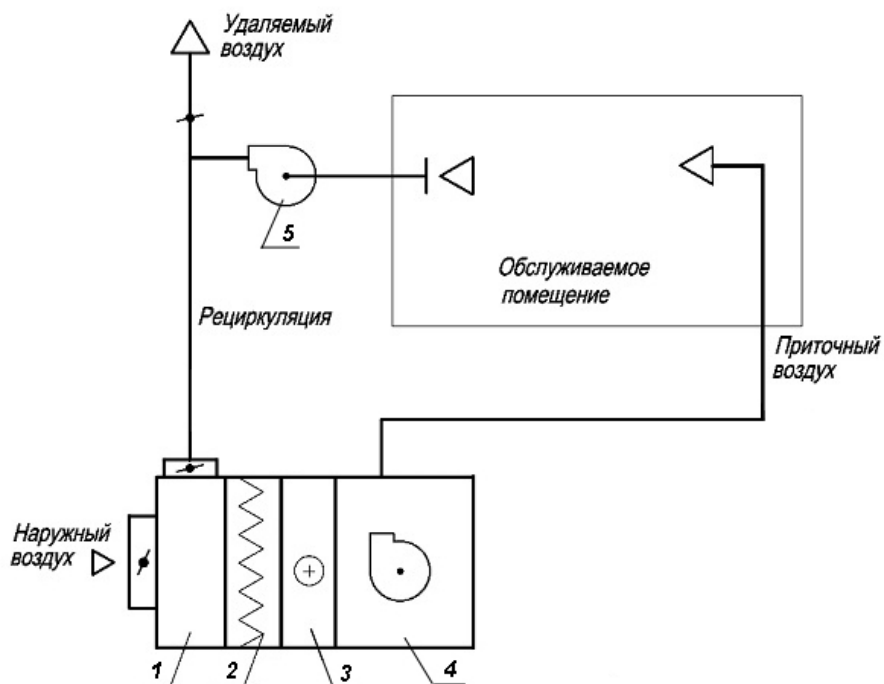 Удаляемый
воздух
5
Обслуживаемое
помещение
Рециркуляция
Приточный
воздух
Наружный
воздух
1
2
3
4